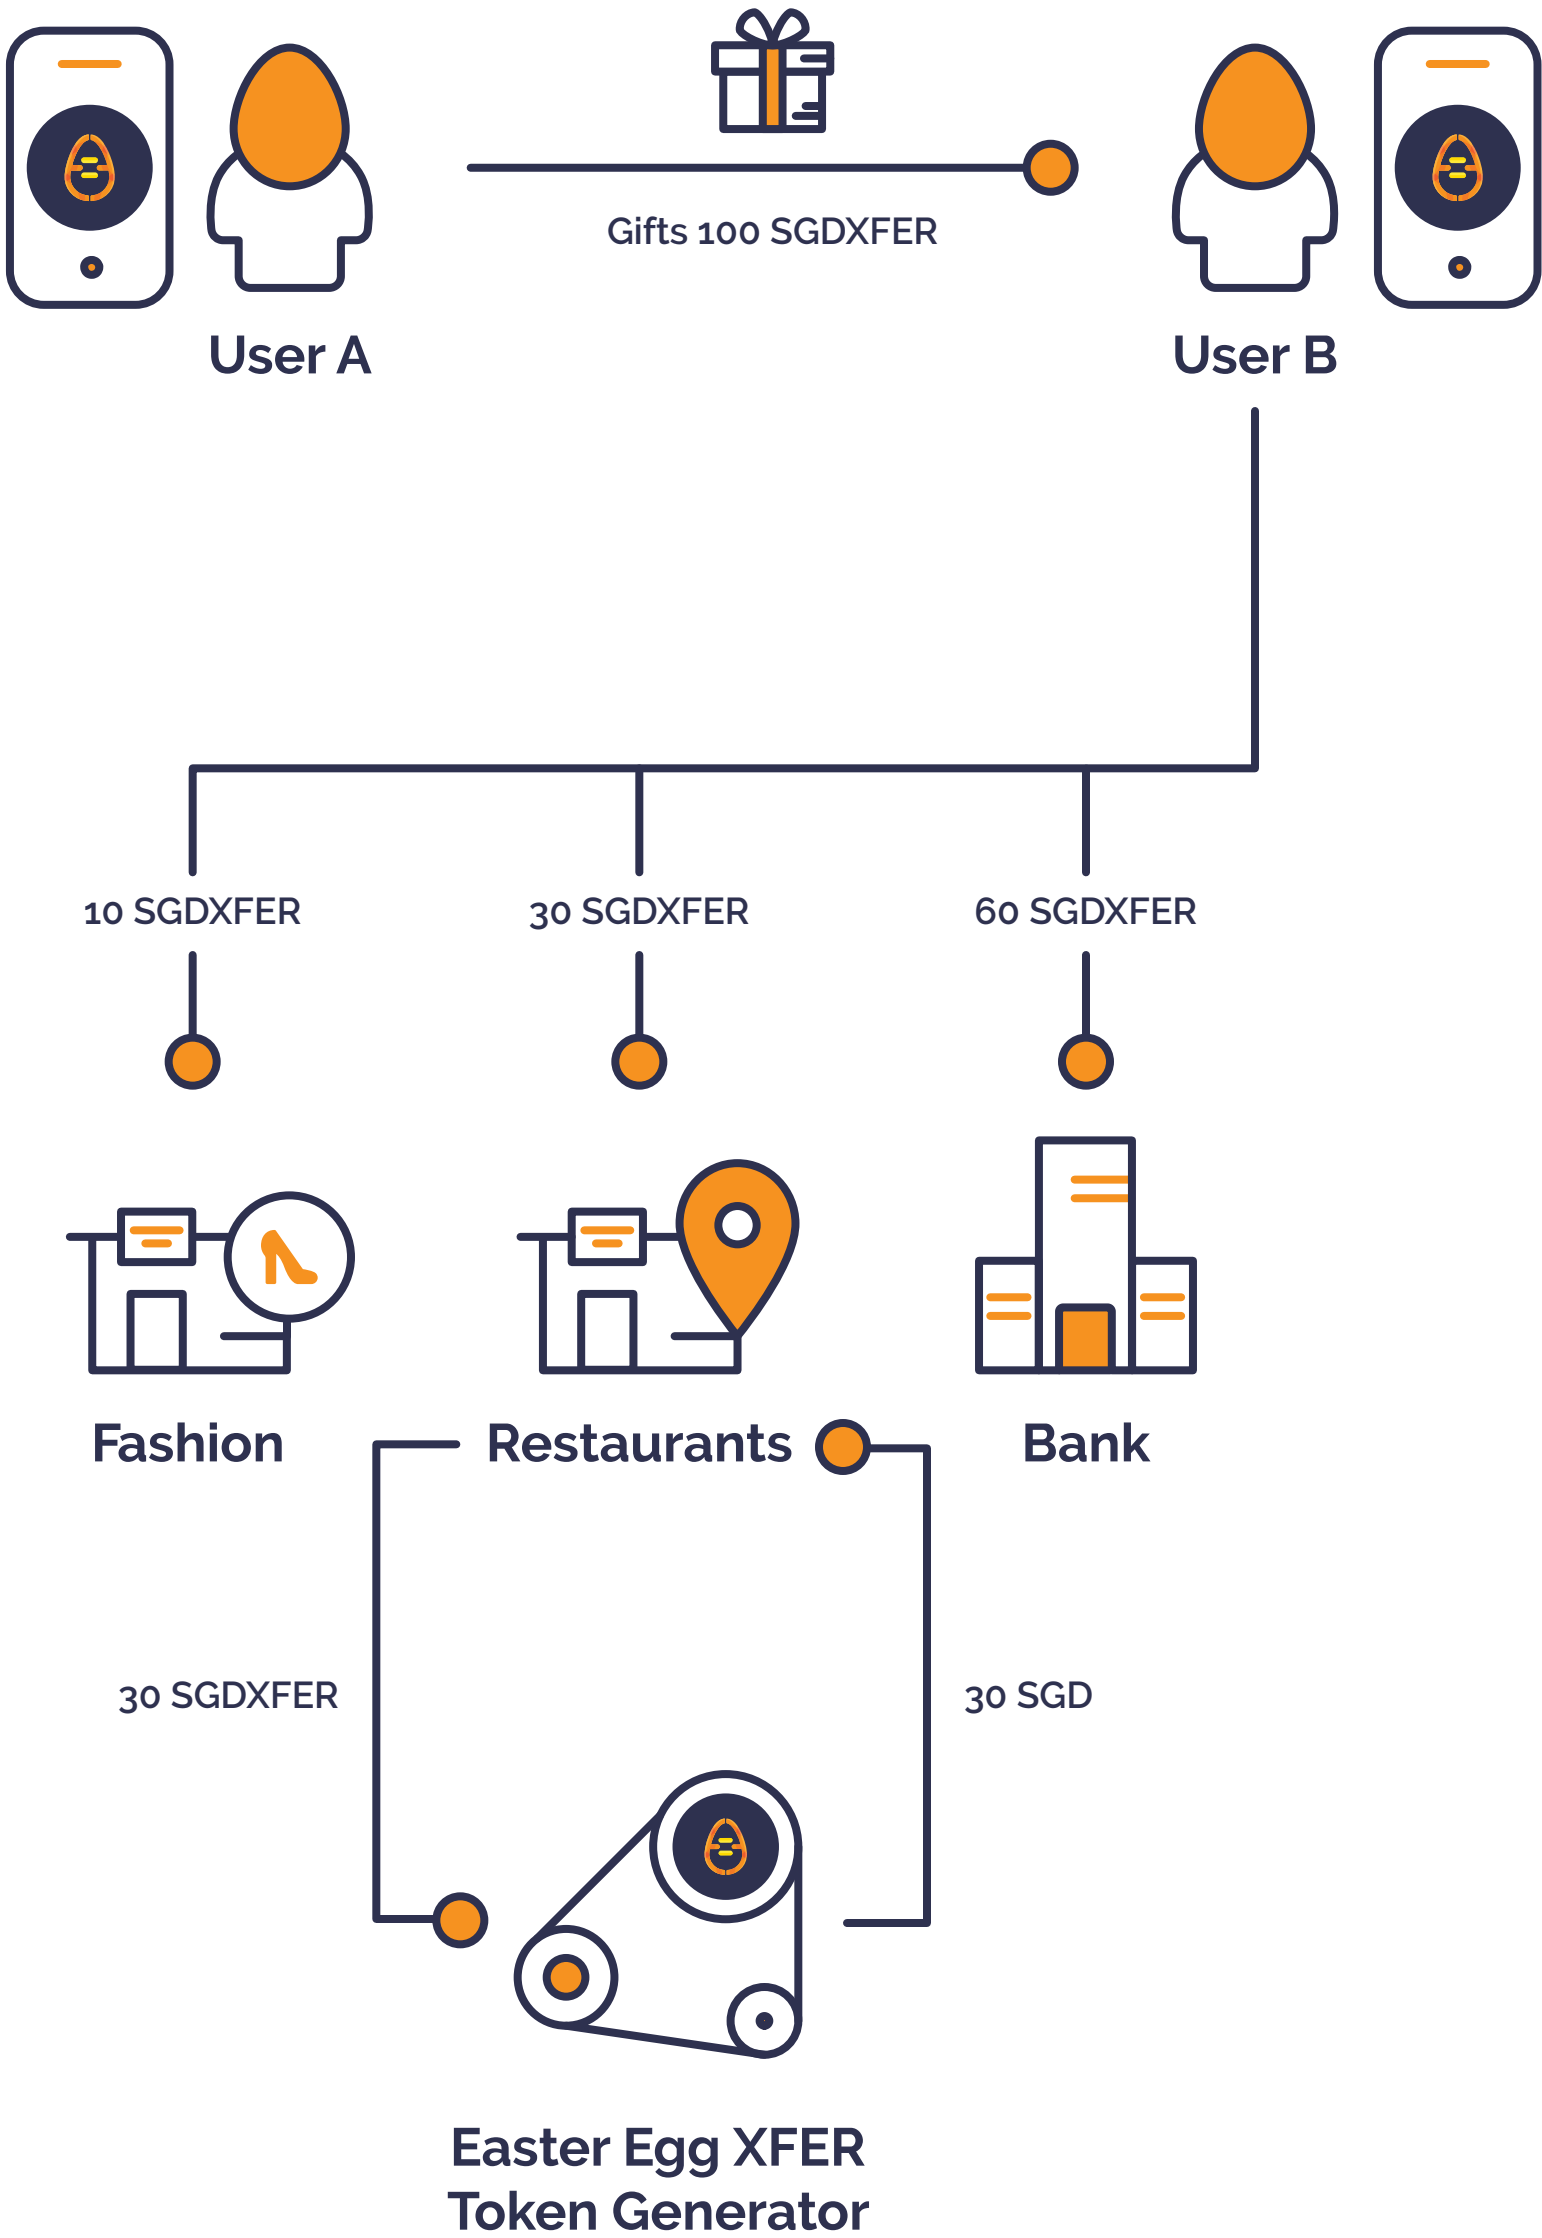 Gifts 100 SGDXFER
User A
User B
10 SGDXFER
30 SGDXFER
60 SGDXFER
Fashion
Restaurants
Bank
30 SGDXFER
30 SGD
Easter Egg XFER
Token Generator